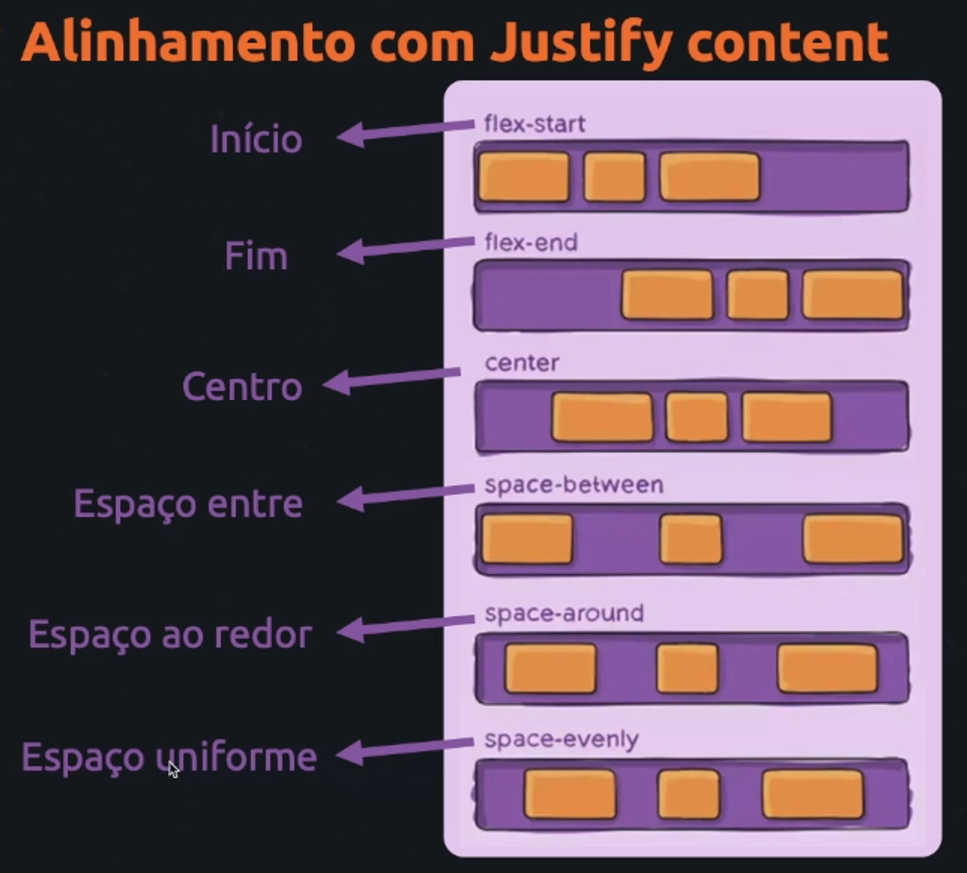 Alinhamento com Justify content
Início
flex-start
Fim
flex-end
Centro
center
Espaço entre
space-between
Espaço ao redor
space-around
Espaço uniforme
space-evenly